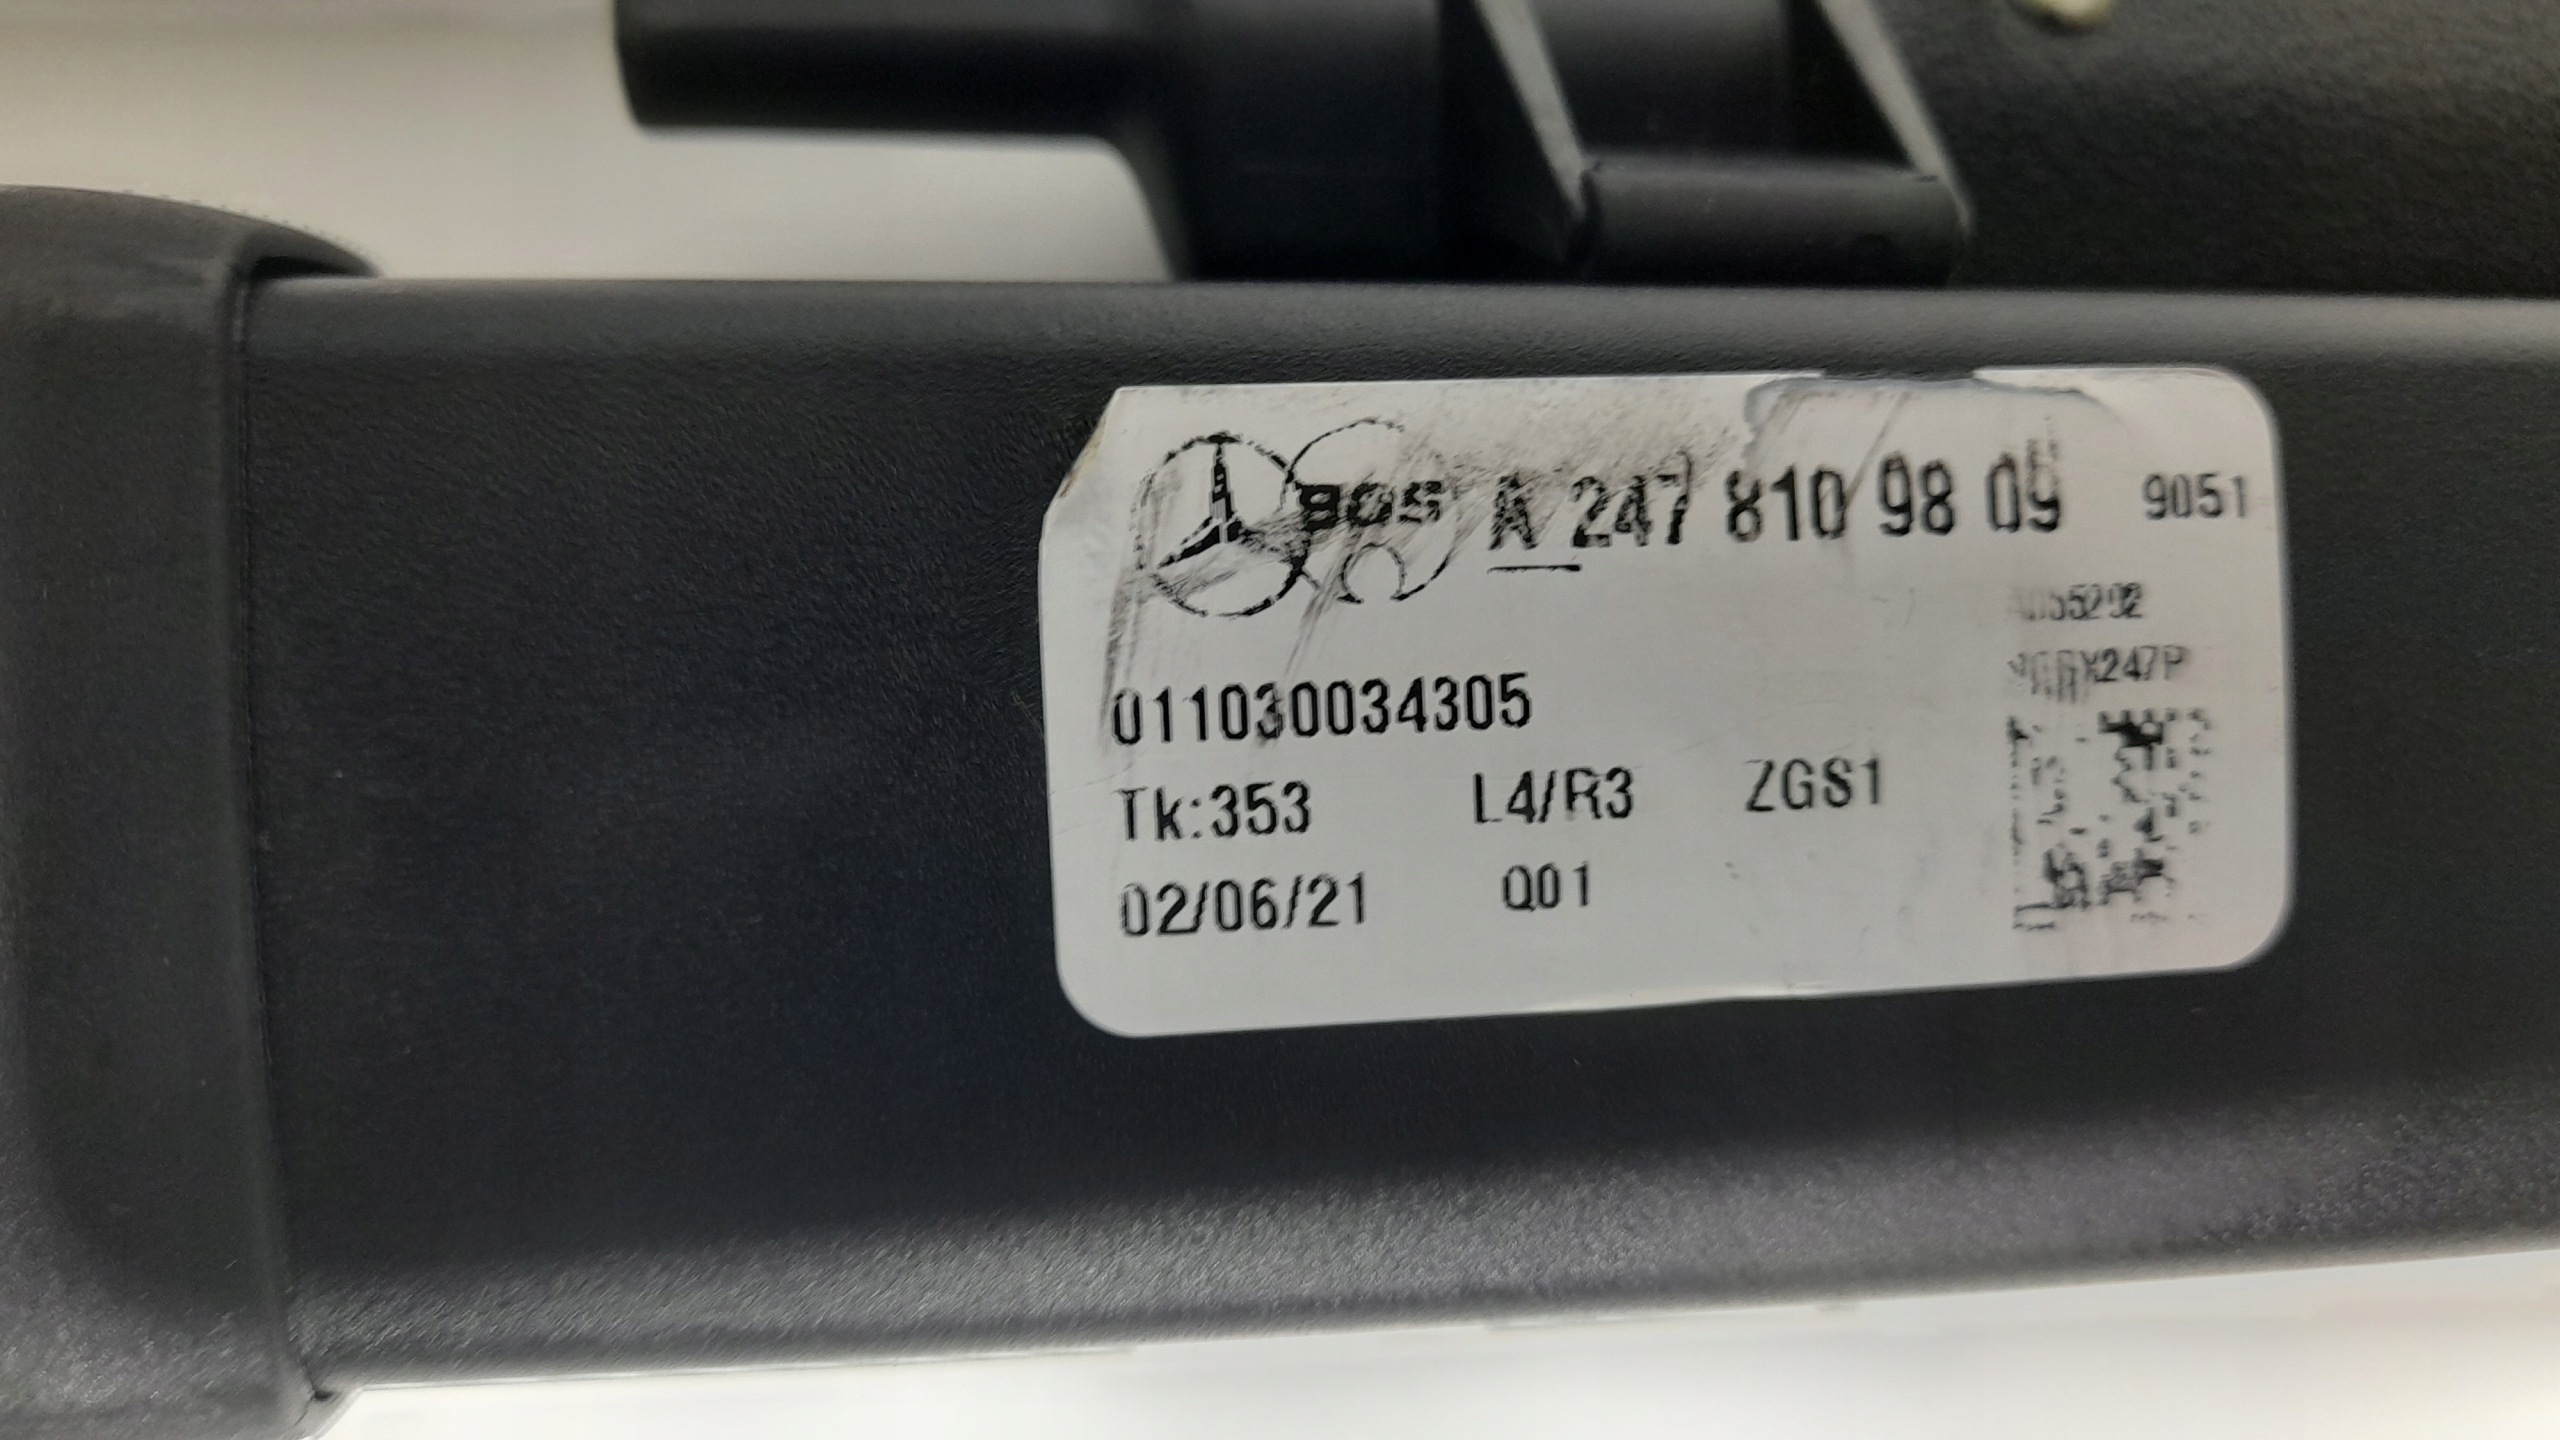 BOS A 247 810 98 09 9051
011030034305
Tk:353 L4/R3 ZGS1
02/06/21 Q01